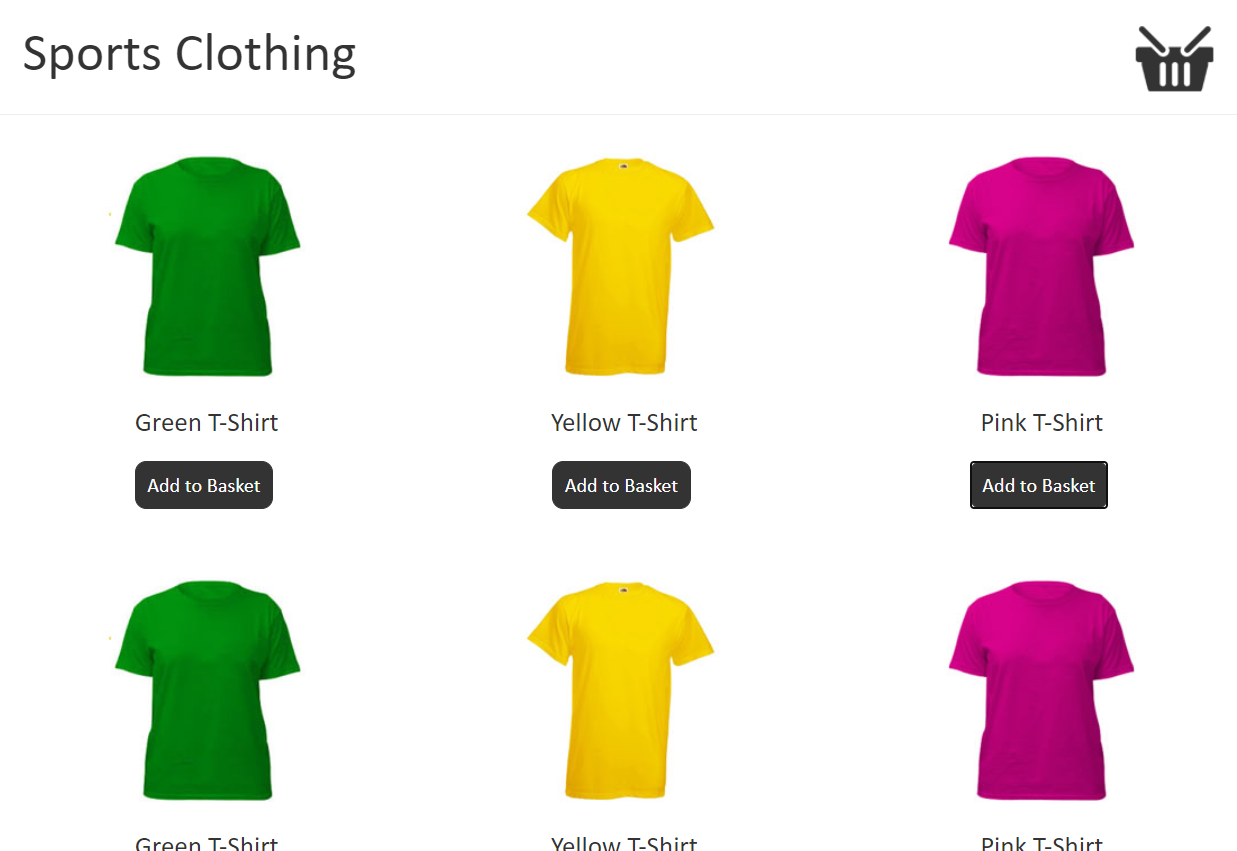 Sports Clothing
Green T-Shirt
Yellow T-Shirt
Pink T-Shirt
Add to Basket
Add to Basket
Add to Basket
Green T-Shirt
Yellow T-Shirt
Pink T-Shirt